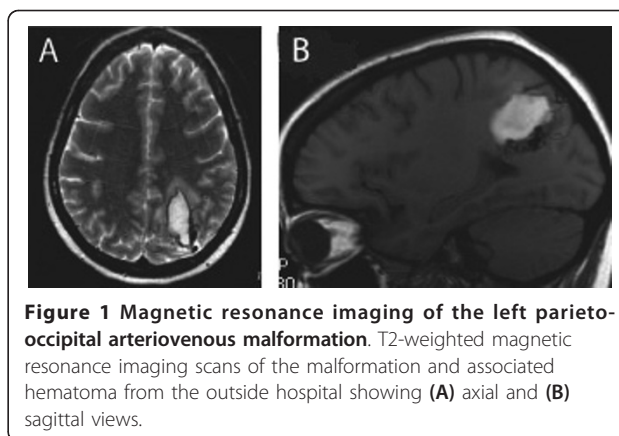 A
B
P
30
Figure 1 Magnetic resonance imaging of the left parieto-
occipital arteriovenous malformation. T2-weighted magnetic
resonance imaging scans of the malformation and associated
hematoma from the outside hospital showing (A) axial and (B)
sagittal views.